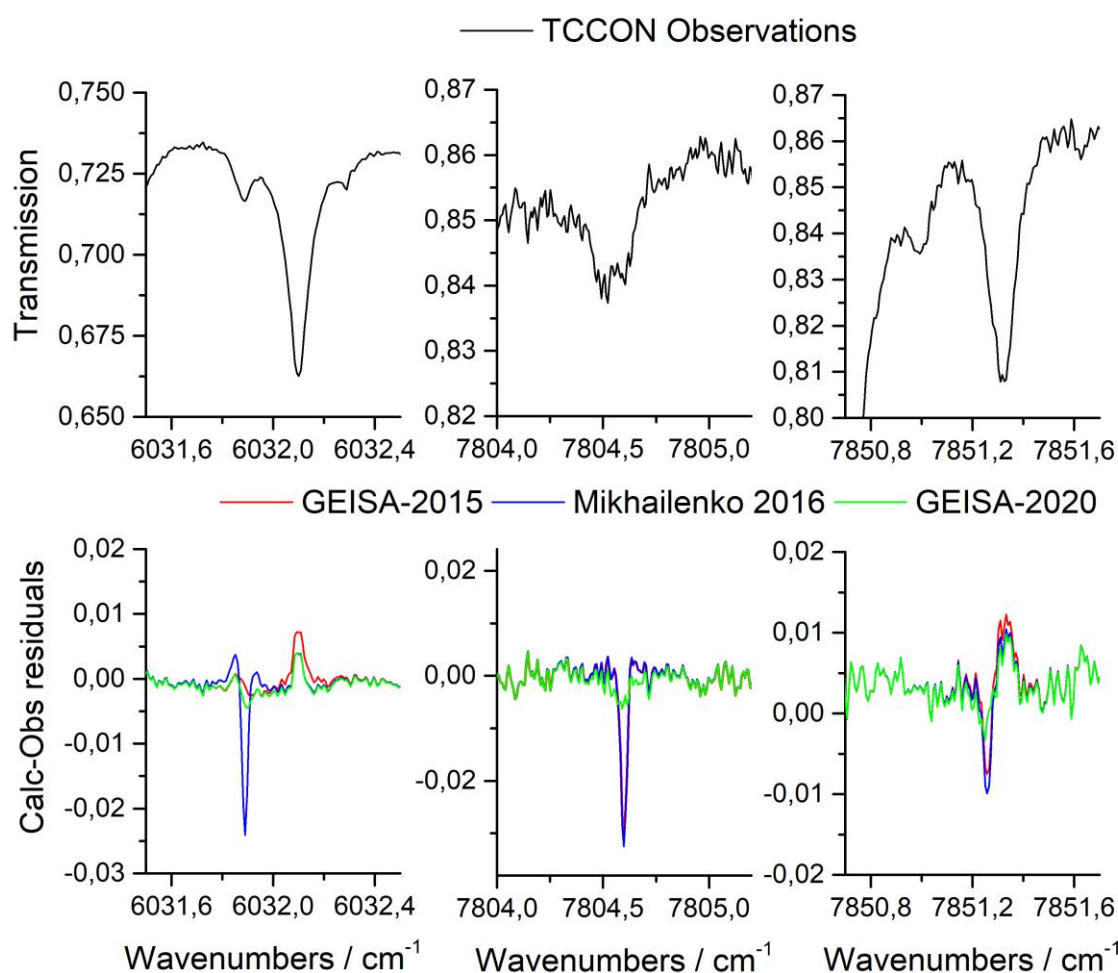 TCCON Observations
Transmission
0,750
0,725
0,700
0,675
0,650
6031,6 6032,0 6032,4
0,87
0,86
0,85
0,84
0,83
0,82
7804,0 7804,5 7805,0
0,87
0,86
0,85
0,84
0,83
0,82
0,81
0,80
7850,8 7851,2 7851,6
GEISA-2015 Mikhailenko 2016 GEISA-2020
Calc-Obs residuals
0,02
0,01
0,00
-0,01
-0,02
-0,03
6031,6 6032,0 6032,4
Wavenumbers / cm⁻¹
0,02
0,00
-0,02
7804,0 7804,5 7805,0
Wavenumbers / cm⁻¹
0,02
0,01
0,00
-0,01
-0,02
7850,8 7851,2 7851,6
Wavenumbers / cm⁻¹